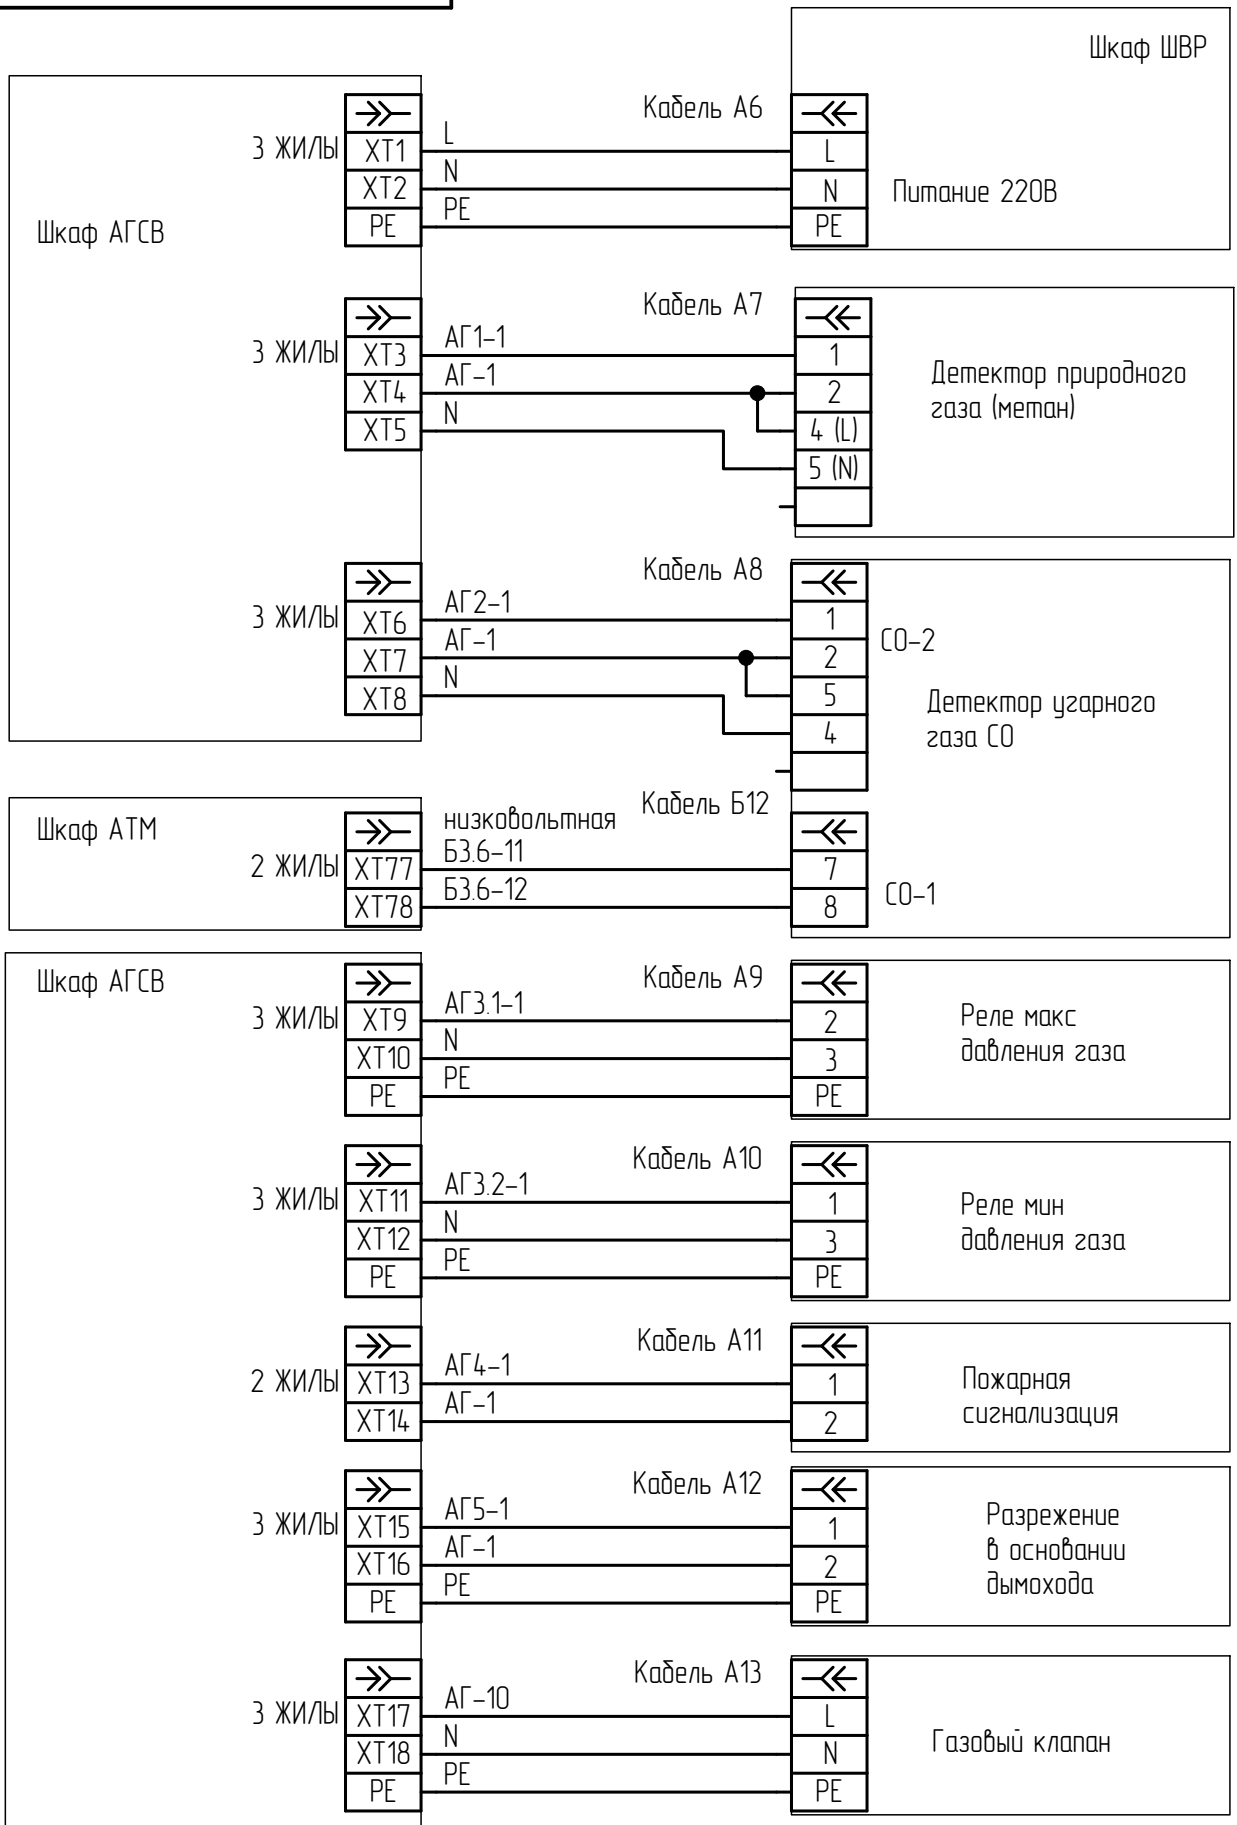 Шкаф ШВР
Кабель А6
3 ЖИЛЫ
XT1
L
L
XT2
N
N
Питание 220В
PE
PE
PE
Шкаф АГСВ
Кабель А7
3 ЖИЛЫ
XT3
АГ1-1
1
XT4
АГ-1
2
XT5
N
4 (L)
5 (N)
Детектор природного
газа (метан)
Кабель А8
3 ЖИЛЫ
XT6
АГ2-1
1
XT7
АГ-1
2
CO-2
XT8
N
5
4
Детектор угарного
газа СО
Шкаф АТМ
Кабель Б12
низковольтная
2 ЖИЛЫ
XT77
Б3.6-11
7
XT78
Б3.6-12
8
CO-1
Шкаф АГСВ
Кабель А9
3 ЖИЛЫ
XT9
АГ3.1-1
2
XT10
N
3
PE
PE
PE
Реле макс
давления газа
Кабель А10
3 ЖИЛЫ
XT11
АГ3.2-1
1
XT12
N
3
PE
PE
PE
Реле мин
давления газа
Кабель А11
2 ЖИЛЫ
XT13
АГ4-1
1
XT14
АГ-1
2
Пожарная
сигнализация
Кабель А12
3 ЖИЛЫ
XT15
АГ5-1
1
XT16
АГ-1
2
PE
PE
PE
Разрежение
в основании
дымохода
Кабель А13
3 ЖИЛЫ
XT17
АГ-10
L
XT18
N
N
PE
PE
PE
Газовый клапан